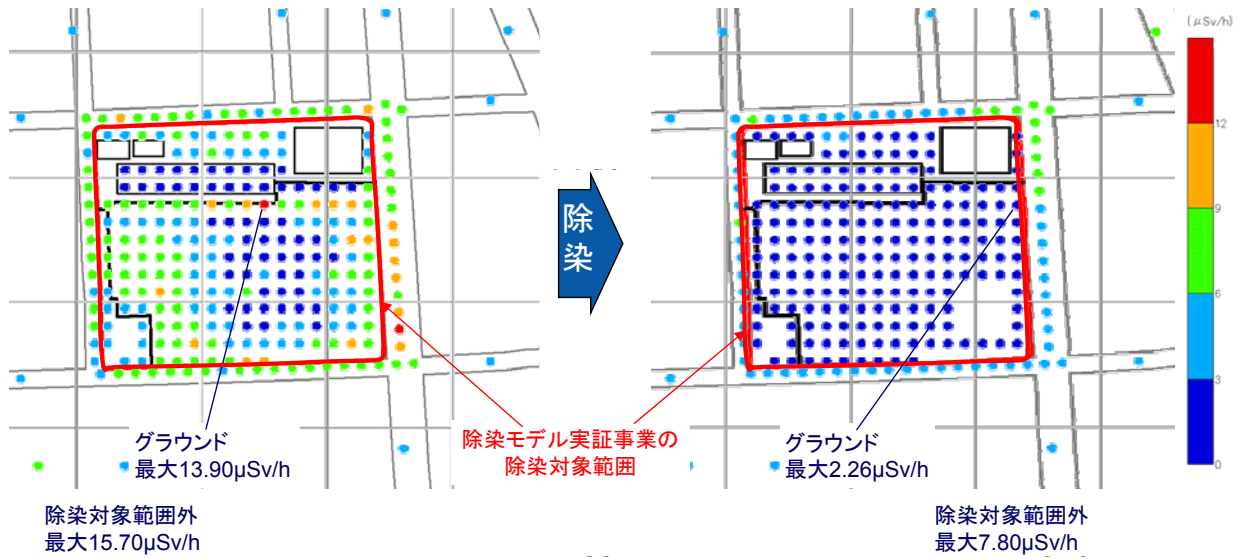 (μSv/h)
12
9
6
3
0
除
染
グラウンド
最大13.90μSv/h
除染モデル実証事業の
除染対象範囲
グラウンド
最大2.26μSv/h
除染対象範囲外
最大15.70μSv/h
除染対象範囲外
最大7.80μSv/h